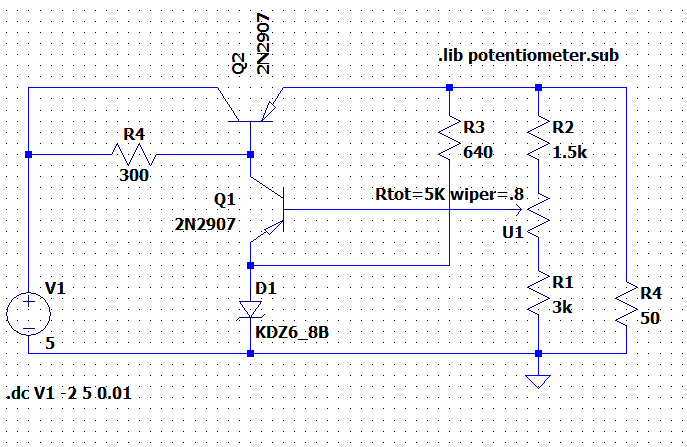 Q2
2N2907
.lib potentiometer.sub
R4
300
R3
640
R2
1.5k
Q1
2N2907
Rtot=5K wiper=.8
U1
V1
5
D1
KDZ6_8B
R1
3k
R4
50
.dc V1 -2 5 0.01